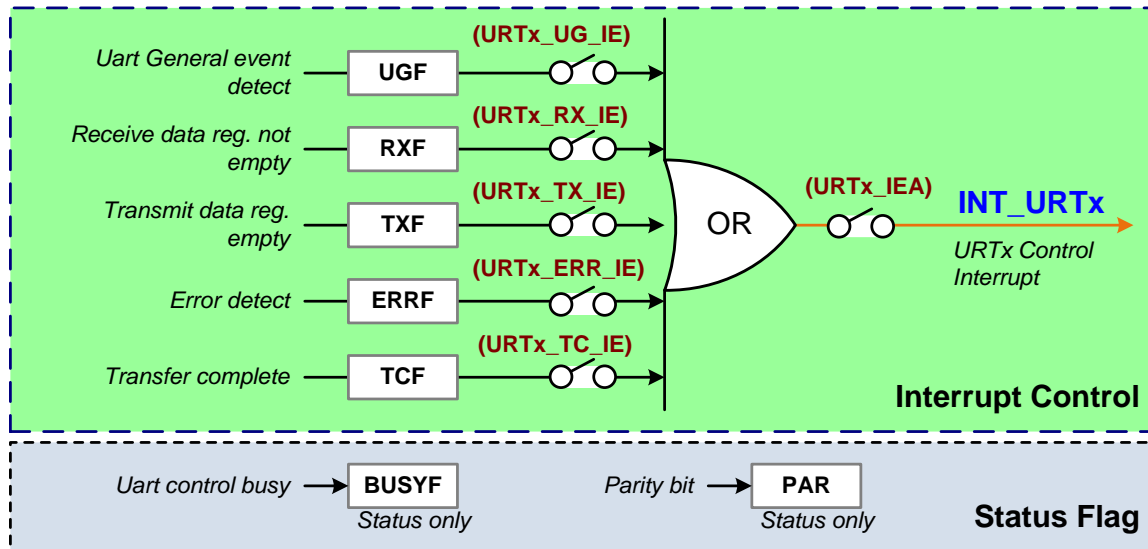 (URTx_UG_IE)
Uart General event
detect
UGF
(URTx_RX_IE)
Receive data reg. not
empty
RXF
(URTx_TX_IE)
Transmit data reg.
empty
TXF
OR
(URTx_IEA)
INT_URTx
URTx Control
Interrupt
(URTx_ERR_IE)
Error detect
ERRF
(URTx_TC_IE)
Transfer complete
TCF
Interrupt Control
Uart control busy
BUSYF
Status only
Parity bit
PAR
Status only
Status Flag